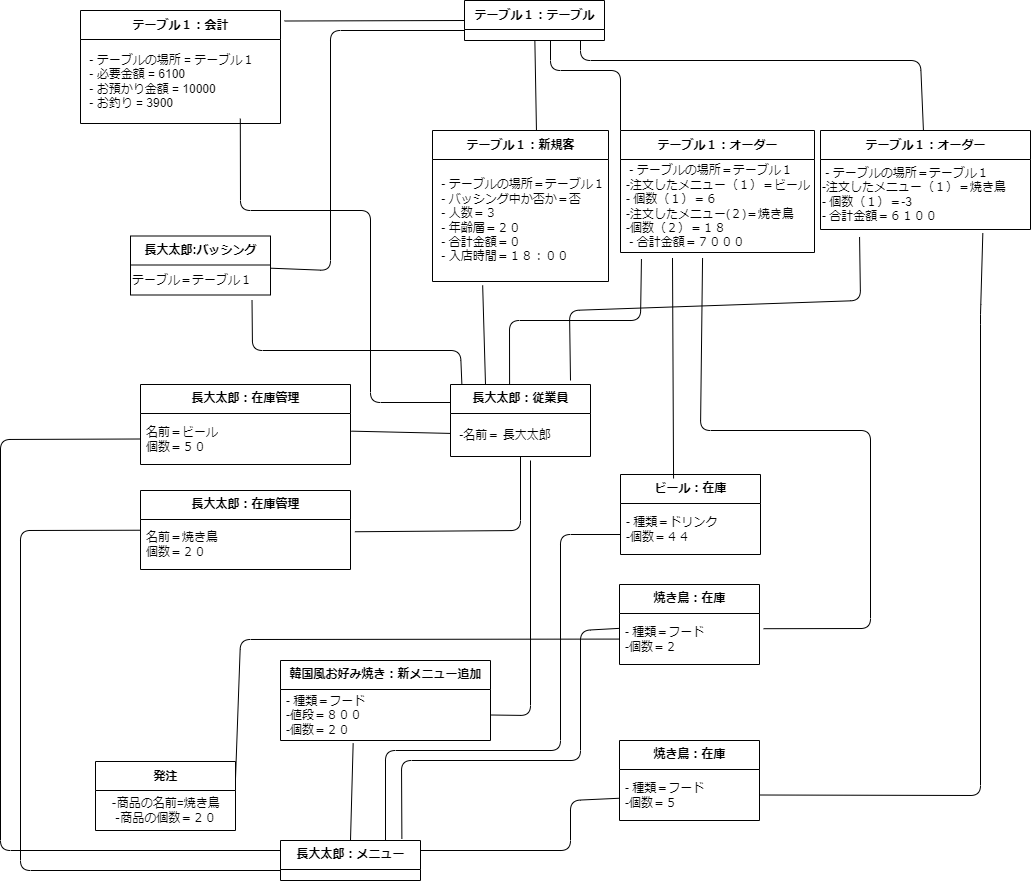 テーブル１：会計
- テーブルの場所 = テーブル１
- 必要金額 = 6100
- お預かり金額 = 10000
- お釣り = 3900
テーブル１：テーブル
テーブル１：新規客
- テーブルの場所＝テーブル１
- バッシング中か否か＝否
- 人数＝３
- 年齢層＝２０
- 合計金額＝０
- 入店時間＝１８：００
テーブル１：オーダー
- テーブルの場所＝テーブル１
-注文したメニュー（１）＝ビール
- 個数（１）＝６
-注文したメニュー(２)＝焼き鳥
-個数（２）＝１８
- 合計金額＝７０００
テーブル１：オーダー
- テーブルの場所＝テーブル１
-注文したメニュー（１）＝焼き鳥
- 個数（１）＝-3
- 合計金額＝６１００
長大太郎:バッシング
テーブル＝テーブル１
長大太郎：在庫管理
名前＝ビール
個数＝５０
長大太郎：従業員
-名前＝ 長大太郎
長大太郎：在庫管理
名前＝焼き鳥
個数＝２０
ビール：在庫
- 種類＝ドリンク
-個数＝４４
焼き鳥：在庫
- 種類＝フード
-個数＝２
韓国風お好み焼き：新メニュー追加
- 種類＝フード
-値段＝８００
-個数＝２０
発注
-商品の名前=焼き鳥
-商品の個数＝２０
焼き鳥：在庫
- 種類＝フード
-個数＝５
長大太郎：メニュー